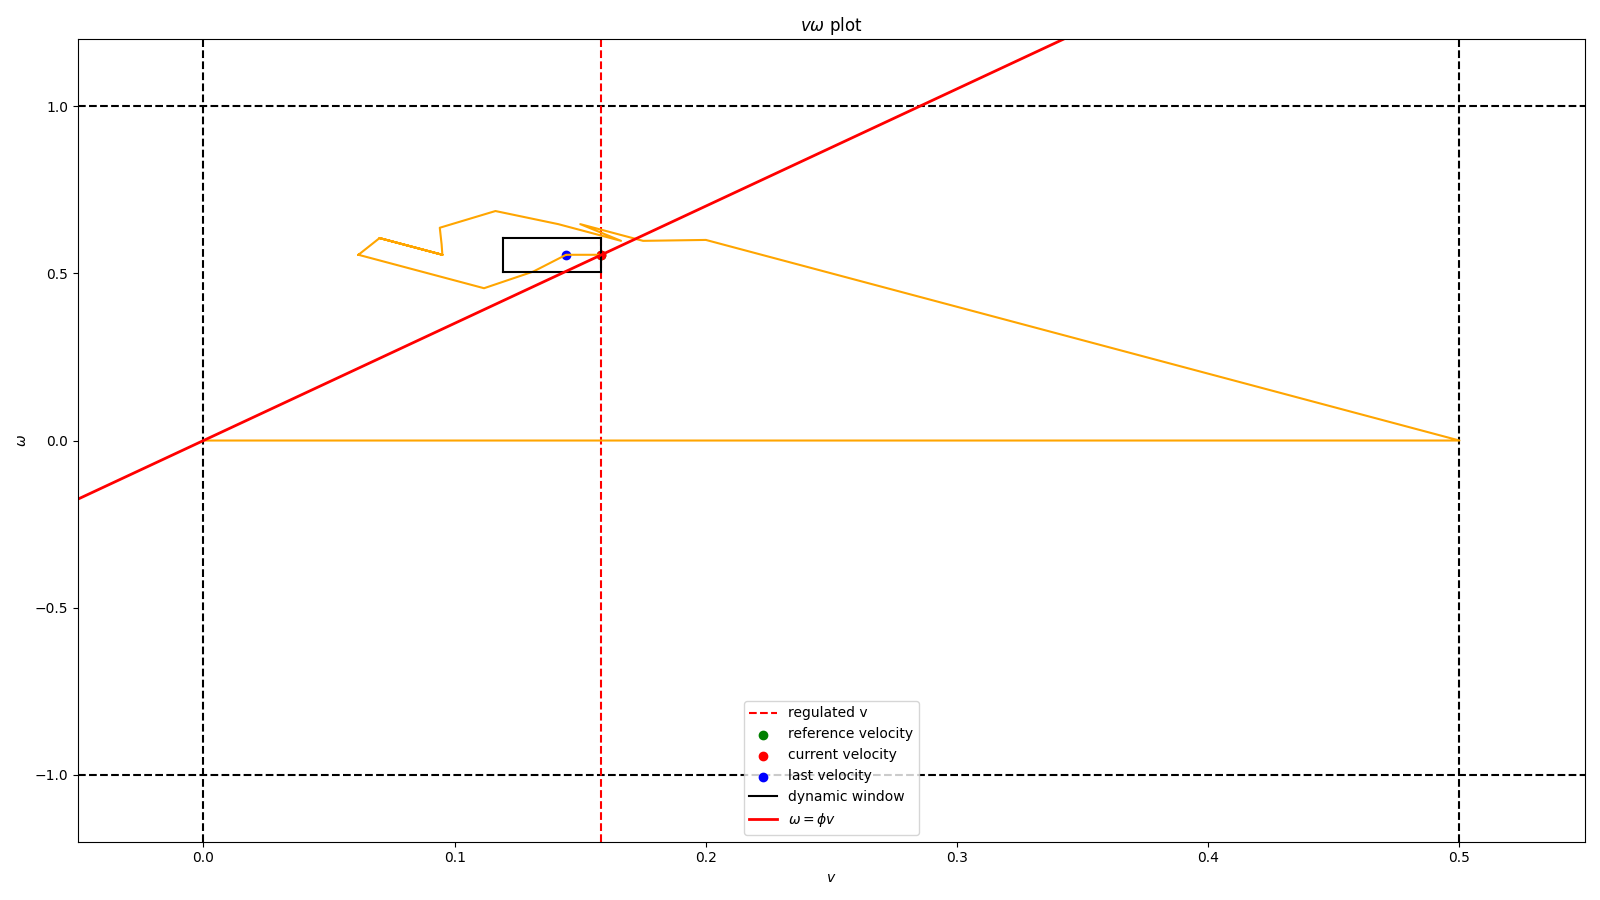 vω plot
1.0
0.5
0.0
−0.5
−1.0
ω
0.0 0.1 0.2 0.3 0.4 0.5
v
regulated v
reference velocity
current velocity
last velocity
dynamic window
ω = ϕv